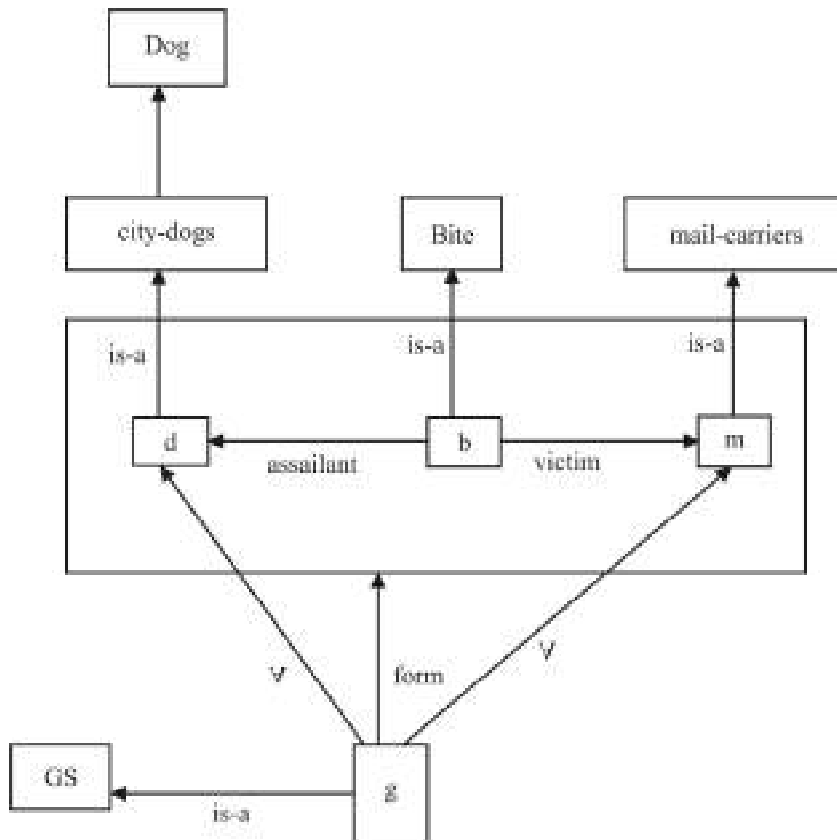 Dog
city-dogs
Bite
mail-carriers
is-a
is-a
is-a
d
b
m
assailant
victim
∀
form
∀
GS
is-a
g